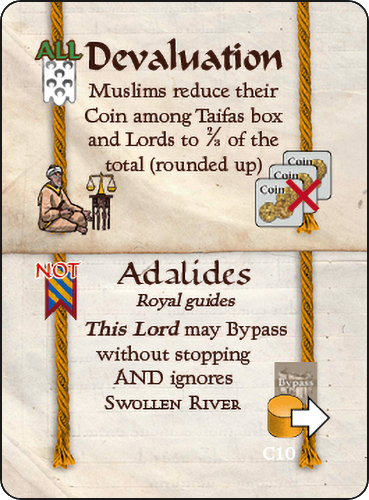 ALL
Devaluation
Muslims reduce their
Coin among Taifas box
and Lords to ⅔ of the
total (rounded up)
Coin
Coin
Coin
NOT
Adalides
Royal guides
This Lord may Bypass
without stopping
AND ignores
SWOLLEN RIVER
Bypass
C10